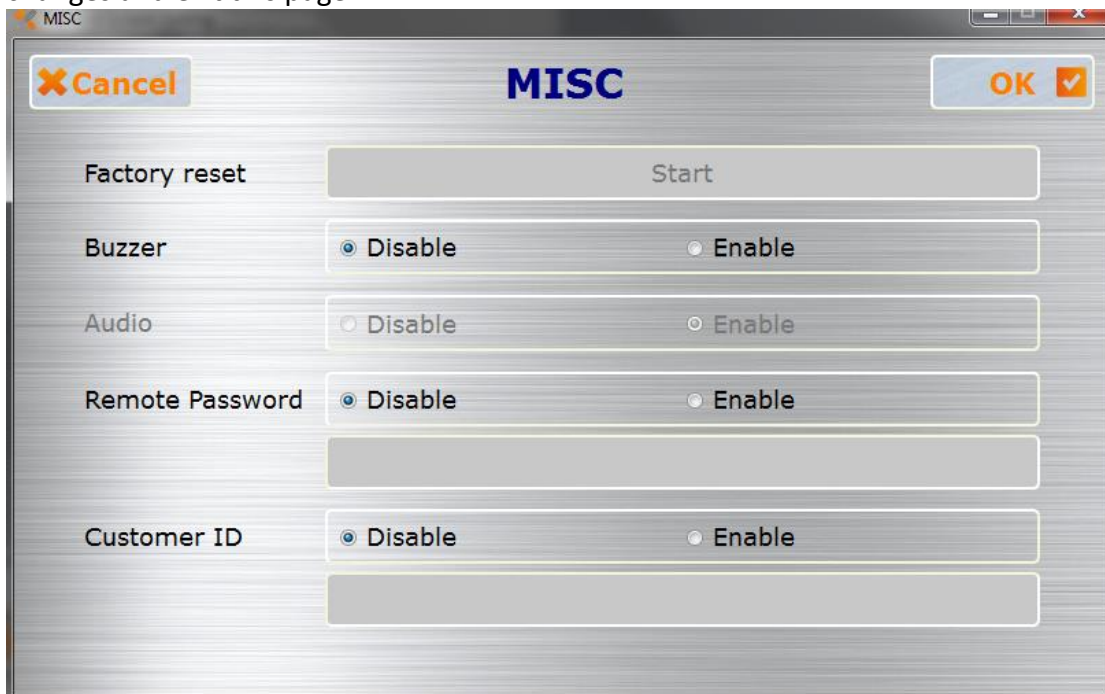 MISC
Cancel
MISC
OK
Factory reset
Start
Buzzer
Disable
Enable
Audio
Disable
Enable
Remote Password
Disable
Enable
Customer ID
Disable
Enable